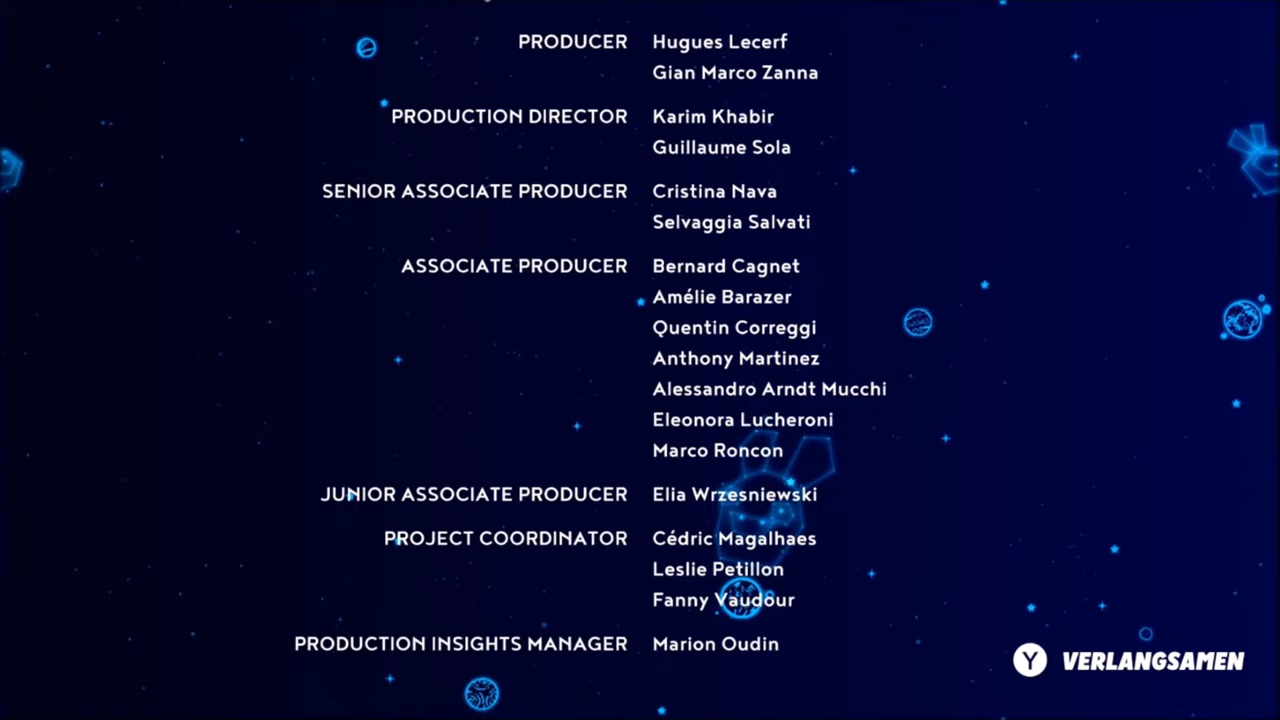 PRODUCER Hugues Lecerf
Gian Marco Zanna
PRODUCTION DIRECTOR Karim Khabir
Guillaume Sola
SENIOR ASSOCIATE PRODUCER Cristina Nava
Selvaggia Salvati
ASSOCIATE PRODUCER Bernard Cagnet
Amélie Barazer
Quentin Correggi
Anthony Martinez
Alessandro Arndt Mucchi
Eleonora Lucheroni
Marco Roncon
JUNIOR ASSOCIATE PRODUCER Elia Wrzesniewski
PROJECT COORDINATOR Cédric Magalhaes
Leslie Petillon
Fanny Vaudour
PRODUCTION INSIGHTS MANAGER Marion Oudin
Y VERLANGSAMEN